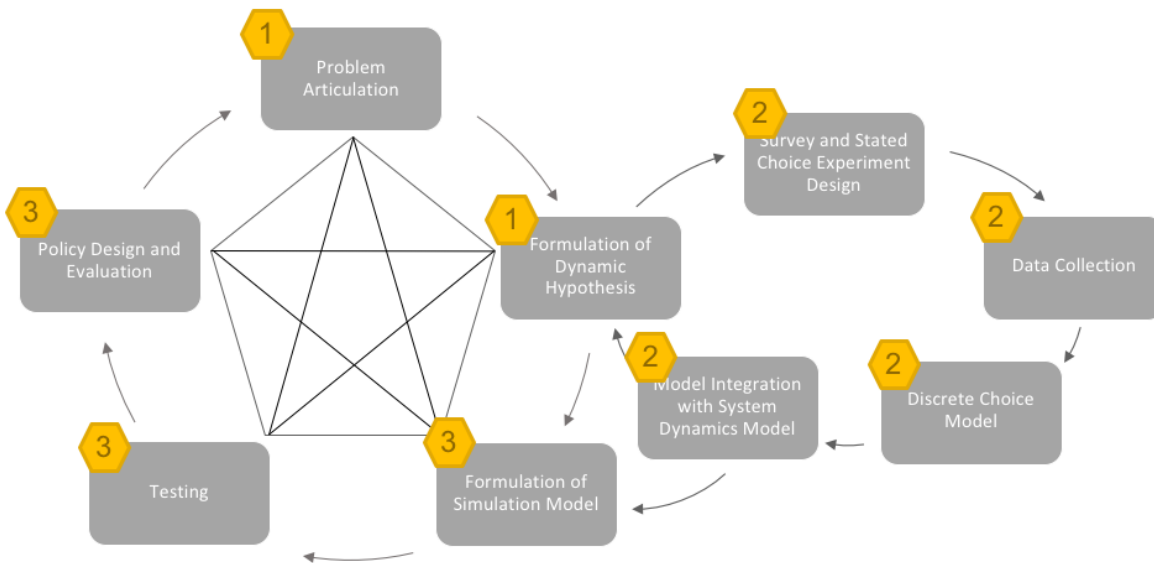 1
Problem
Articulation
2
Survey and Stated
Choice Experiment
Design
3
Policy Design and
Evaluation
1
Formulation of
Dynamic
Hypothesis
2
Data Collection
2
Model Integration
with System
Dynamics Model
2
Discrete Choice
Model
3
Testing
3
Formulation of
Simulation Model